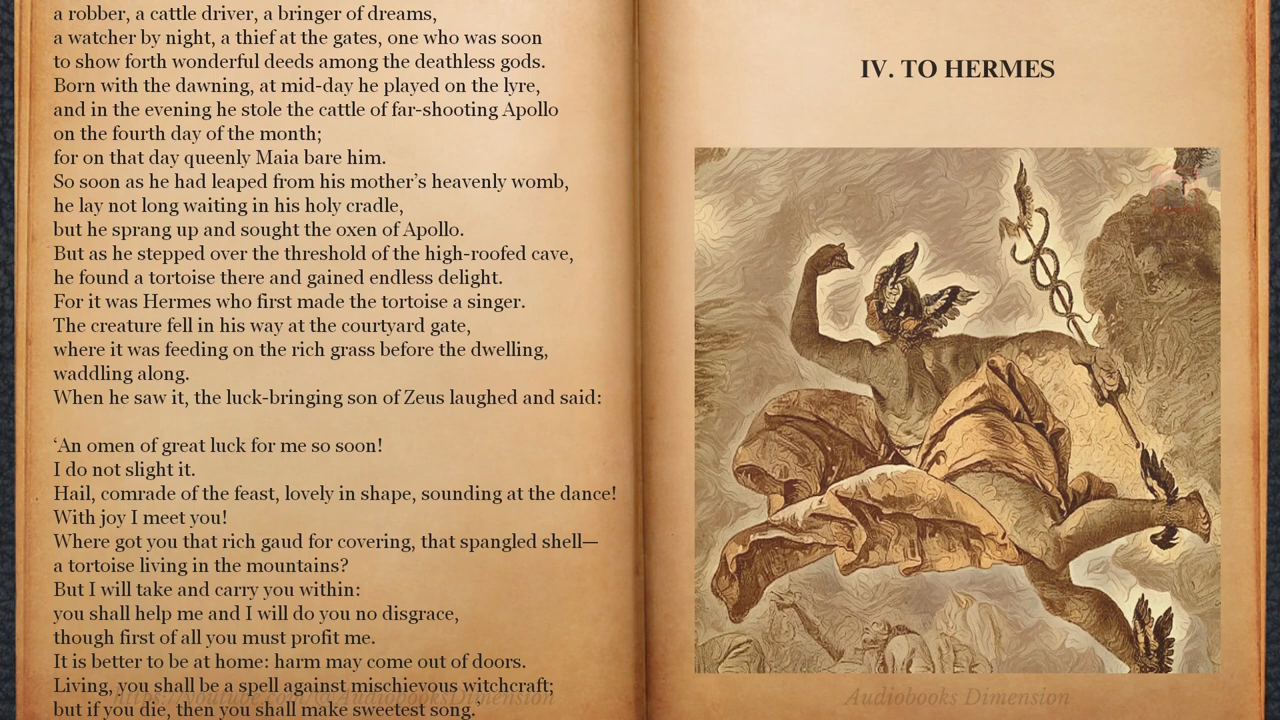 a robber, a cattle driver, a bringer of dreams,
a watcher by night, a thief at the gates, one who was soon
to show forth wonderful deeds among the deathless gods.
Born with the dawning, at mid-day he played on the lyre,
and in the evening he stole the cattle of far-shooting Apollo
on the fourth day of the month;
for on that day queenly Maia bare him.
So soon as he had leaped from his mother’s heavenly womb,
he lay not long waiting in his holy cradle,
but he sprang up and sought the oxen of Apollo.
But as he stepped over the threshold of the high-roofed cave,
he found a tortoise there and gained endless delight.
For it was Hermes who first made the tortoise a singer.
The creature fell in his way at the courtyard gate,
where it was feeding on the rich grass before the dwelling,
waddling along.
When he saw it, the luck-bringing son of Zeus laughed and said:
‘An omen of great luck for me so soon!
I do not slight it.
Hail, comrade of the feast, lovely in shape, sounding at the dance!
With joy I meet you!
Where got you that rich gaud for covering, that spangled shell—
a tortoise living in the mountains?
But I will take and carry you within:
you shall help me and I will do you no disgrace,
though first of all you must profit me.
It is better to be at home: harm may come out of doors.
Living, you shall be a spell against mischievous witchcraft;
but if you die, then you shall make sweetest song.’
IV. TO HERMES
Audiobooks Dimension